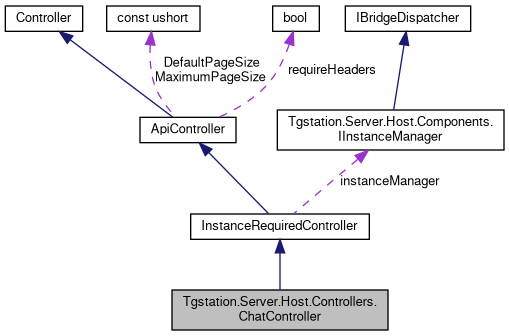 Controller
const ushort
bool
IBridgeDispatcher
DefaultPageSize
MaximumPageSize
requireHeaders
ApiController
Tgstation.Server.Host.Components.
IInstanceManager
instanceManager
InstanceRequiredController
Tgstation.Server.Host.Controllers.
ChatController